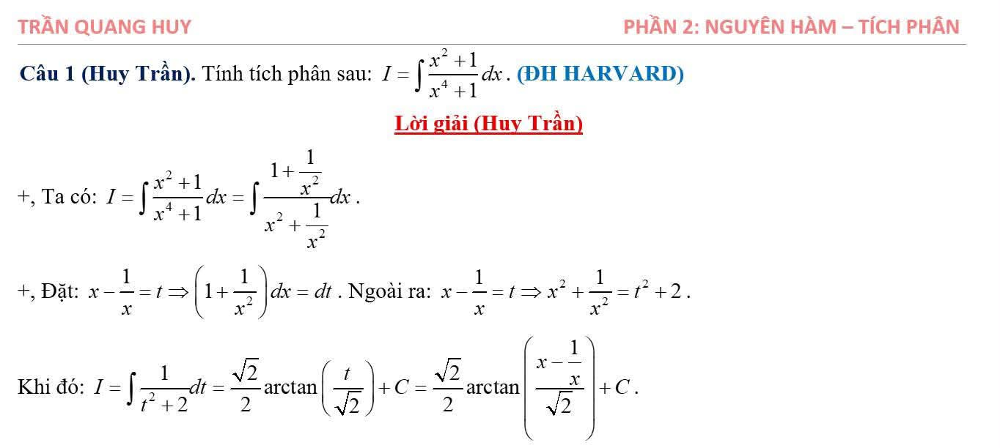 TRẦN QUANG HUY PHẦN 2: NGUYÊN HÀM – TÍCH PHÂN
Câu 1 (Huy Trần). Tính tích phân sau: $I = \int \frac{x^2+1}{x^4+1}dx$. (ĐH HARVARD)
Lời giải (Huy Trần)
+, Ta có: $I = \int \frac{x^2+1}{x^4+1}dx = \int \frac{1+\frac{1}{x^2}}{x^2+\frac{1}{x^2}}dx$.
+, Đặt: $x - \frac{1}{x} = t \Rightarrow \left(1+\frac{1}{x^2}\right)dx = dt$. Ngoài ra: $x - \frac{1}{x} = t \Rightarrow x^2 + \frac{1}{x^2} = t^2 + 2$.
Khi đó: $I = \int \frac{1}{t^2+2}dt = \frac{\sqrt{2}}{2}\arctan\left(\frac{t}{\sqrt{2}}\right) + C = \frac{\sqrt{2}}{2}\arctan\left(\frac{x-\frac{1}{x}}{\sqrt{2}}\right) + C$.